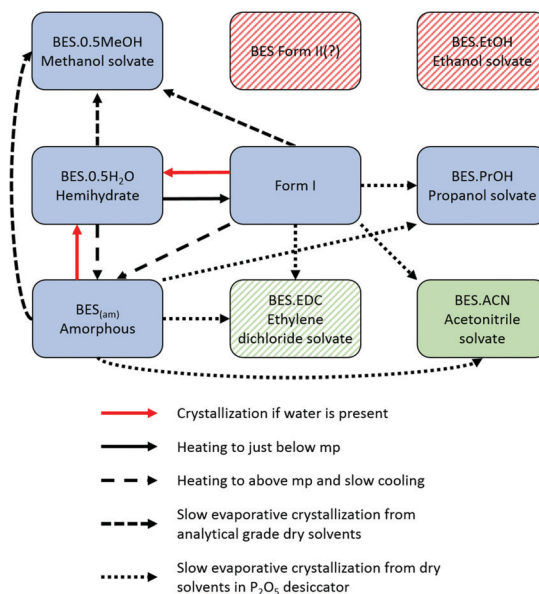 BES.0.5MeOH
Methanol solvate
BES Form II(?)
BES.EtOH
Ethanol solvate
BES.0.5H₂O
Hemihydrate
Form I
BES.PrOH
Propanol solvate
BES(am)
Amorphous
BES.EDC
Ethylene
dichloride solvate
BES.ACN
Acetonitrile
solvate
Crystallization if water is present
Heating to just below mp
Heating to above mp and slow cooling
Slow evaporative crystallization from
analytical grade dry solvents
Slow evaporative crystallization from dry
solvents in P₂O₅ desiccator